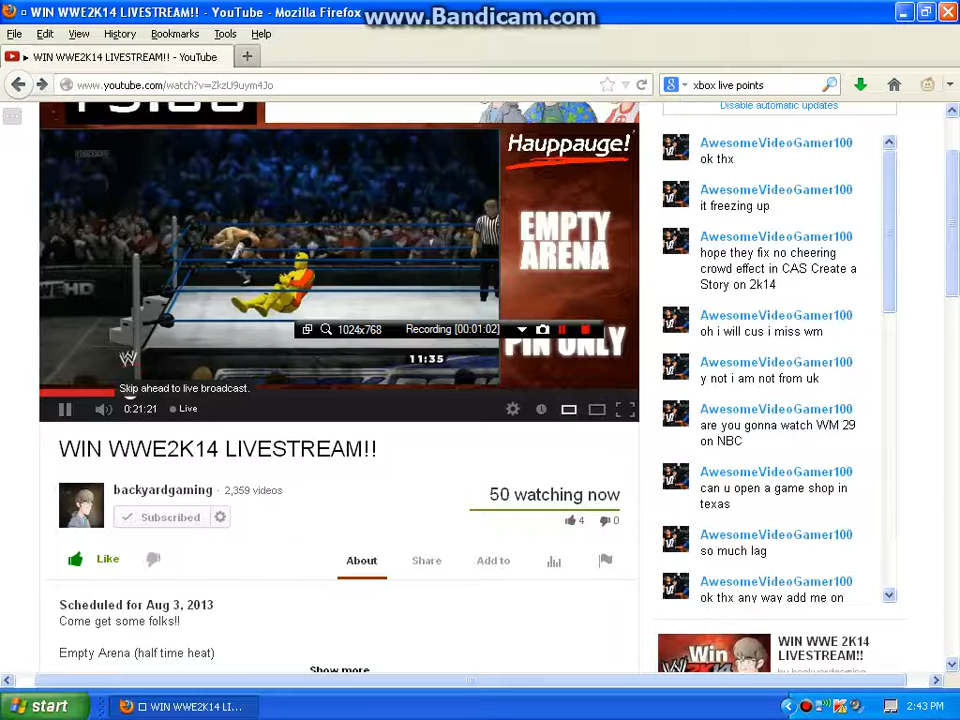 WIN WWE2K14 LIVESTREAM!! - YouTube - Mozilla Firefox
www.Bandicam.com
File Edit View History Bookmarks Tools Help
WIN WWE2K14 LIVESTREAM!! - YouTube
www.youtube.com/watch?v=ZkzU9uym4Jo
xbox live points
Disable automatic updates
Hauppauge!
EMPTY
ARENA
PIN ONLY
1024x768 Recording [00:01:02]
11:35
Skip ahead to live broadcast.
0:21:21 Live
AwesomeVideoGamer100
ok thx
AwesomeVideoGamer100
it freezing up
AwesomeVideoGamer100
hope they fix no cheering
crowd effect in CAS Create a
Story on 2k14
AwesomeVideoGamer100
oh i will cus i miss wm
AwesomeVideoGamer100
y not i am not from uk
AwesomeVideoGamer100
are you gonna watch WM 29
on NBC
AwesomeVideoGamer100
can u open a game shop in
texas
AwesomeVideoGamer100
so much lag
AwesomeVideoGamer100
ok thx any way add me on
WIN WWE2K14 LIVESTREAM!!
backyardgaming · 2,359 videos
Subscribed
50 watching now
4 0
Like
About Share Add to
Scheduled for Aug 3, 2013
Come get some folks!!
Empty Arena (half time heat)
Show more
Win
WIN WWE 2K14
LIVESTREAM!!
by backyardgaming
start
WIN WWE2K14 LI...
2:43 PM